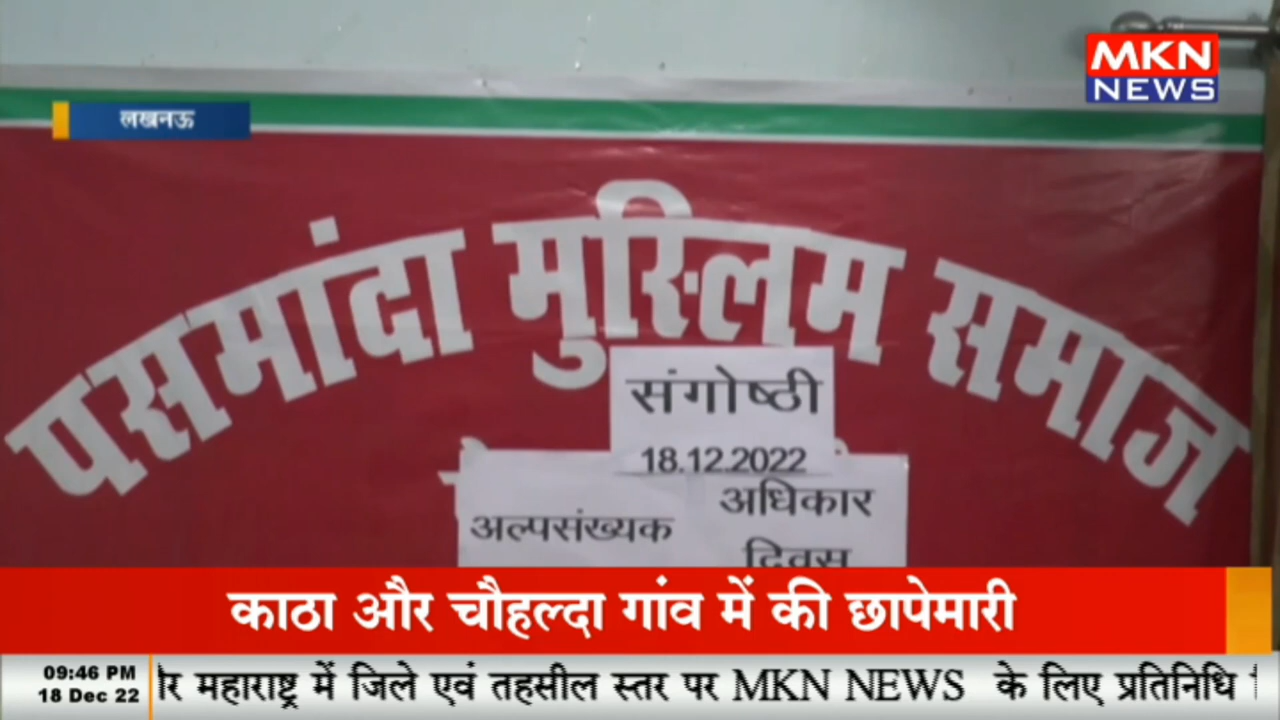 MKN
NEWS
लखनऊ
पसमांदा मुस्लिम समाज
संगोष्ठी
18.12.2022
अल्पसंख्यक अधिकार
दिवस
काठा और चौहल्दा गांव में की छापेमारी
09:46 PM
18 Dec 22
महाराष्ट्र में जिले एवं तहसील स्तर पर MKN NEWS के लिए प्रतिनिधि